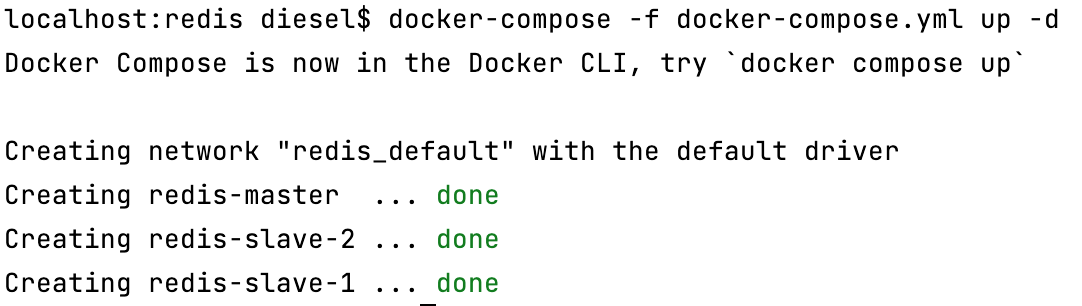 localhost:redis diesel$ docker-compose -f docker-compose.yml up -d
Docker Compose is now in the Docker CLI, try `docker compose up`
Creating network "redis_default" with the default driver
Creating redis-master  ... done
Creating redis-slave-2 ... done
Creating redis-slave-1 ... done